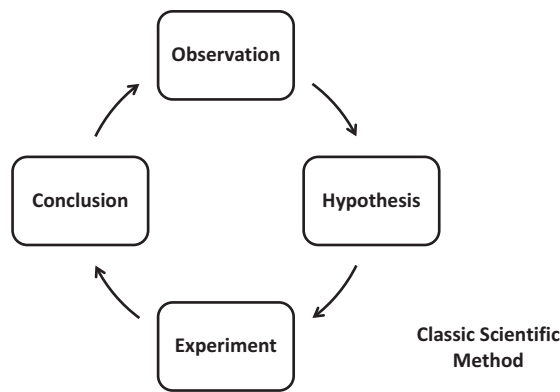 Observation
Conclusion
Hypothesis
Experiment
Classic Scientific
Method